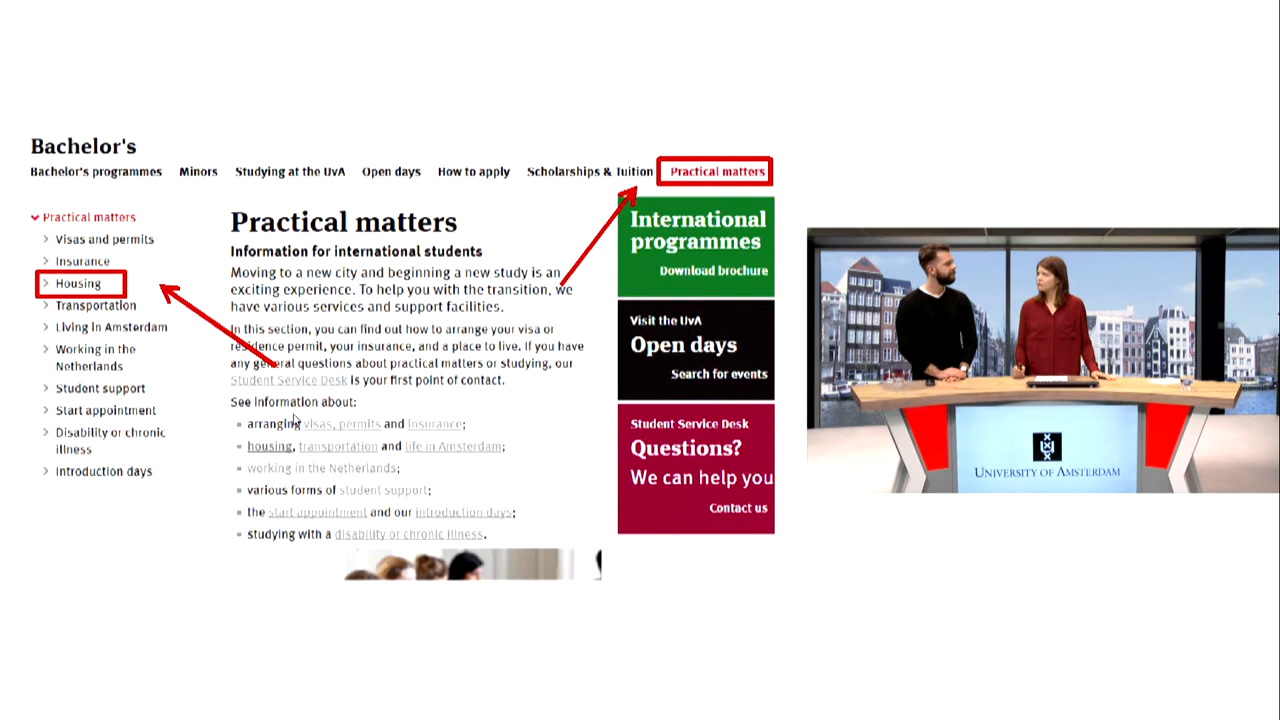 Bachelor's
Bachelor's programmes Minors Studying at the UvA Open days How to apply Scholarships & Tuition Practical matters
Practical matters
Visas and permits
Insurance
Housing
Transportation
Living in Amsterdam
Working in the
Netherlands
Student support
Start appointment
Disability or chronic
illness
Introduction days
Practical matters
Information for international students
Moving to a new city and beginning a new study is an
exciting experience. To help you with the transition, we
have various services and support facilities.
In this section, you can find out how to arrange your visa or
residence permit, your insurance, and a place to live. If you have
any general questions about practical matters or studying, our
Student Service Desk is your first point of contact.
See information about:
arranging visas, permits and insurance;
housing, transportation and life in Amsterdam;
working in the Netherlands;
various forms of student support;
the start appointment and our introduction days;
studying with a disability or chronic illness.
International
programmes
Download brochure
Visit the UvA
Open days
Search for events
Student Service Desk
Questions?
We can help you
Contact us
UNIVERSITY OF AMSTERDAM